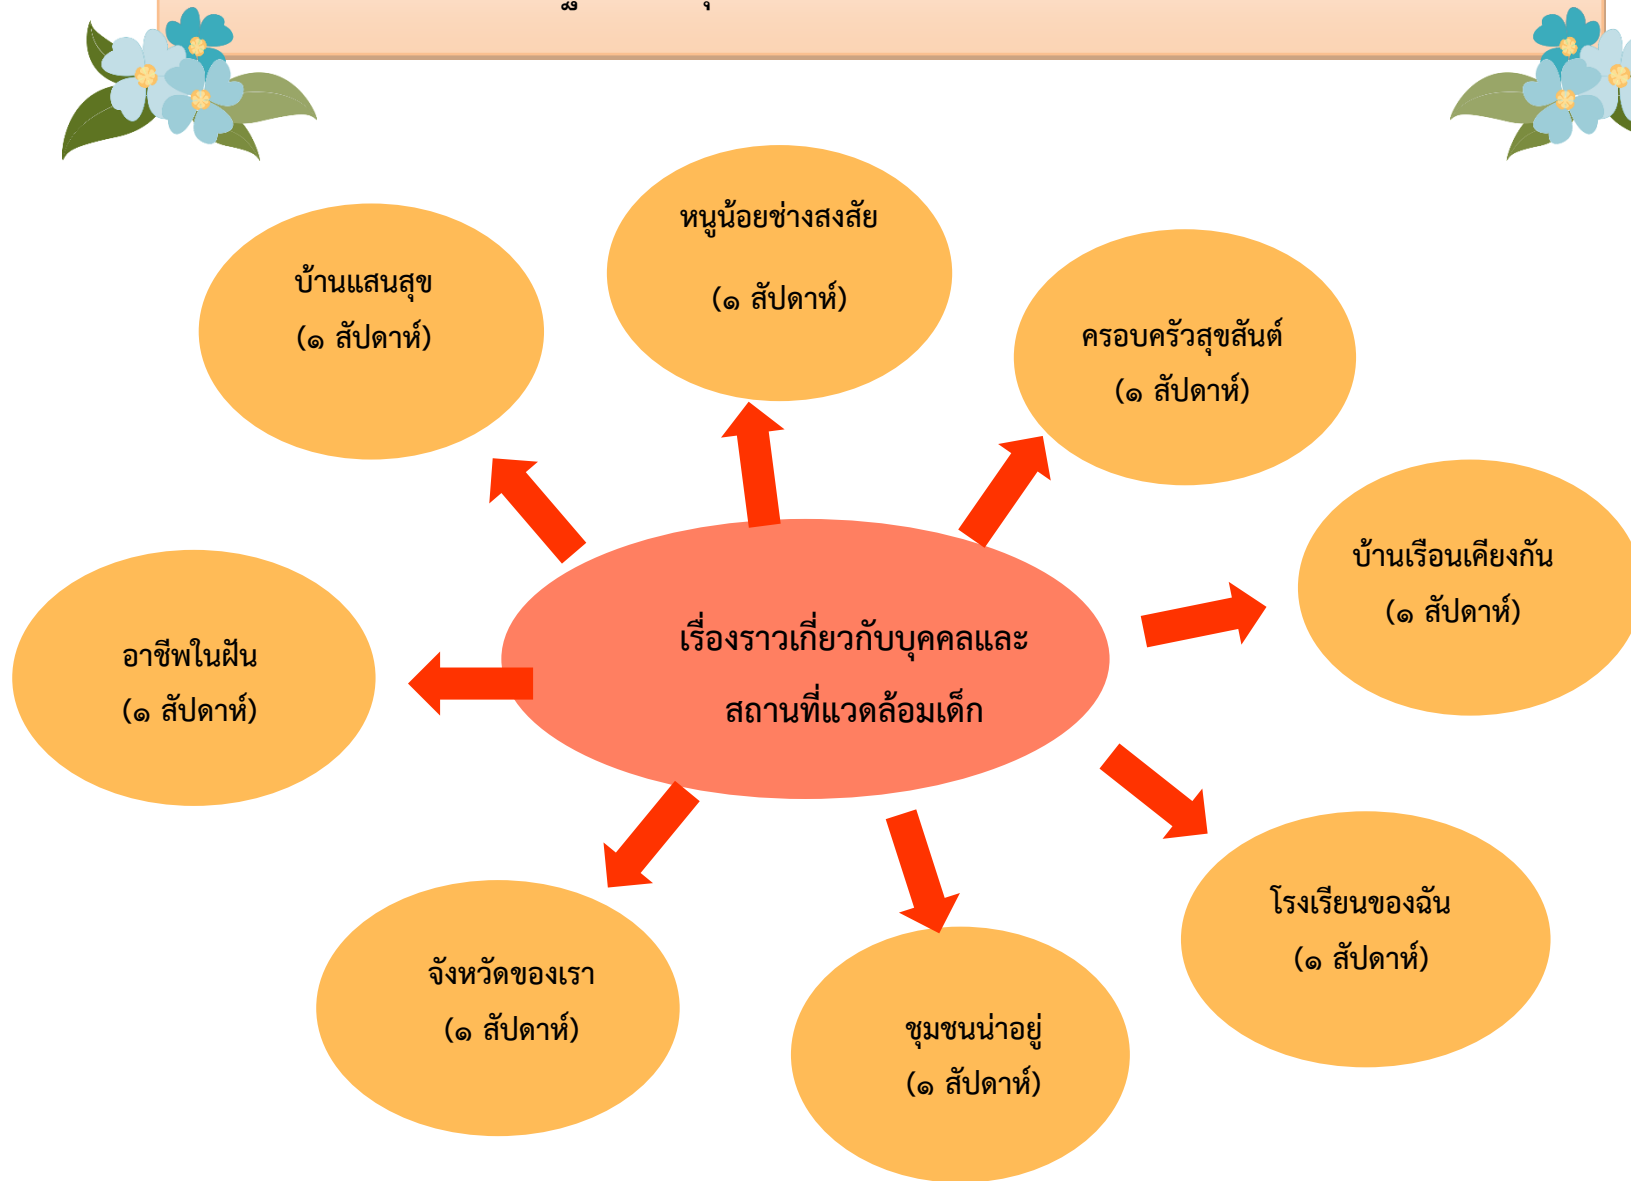 หนูน้อยช่างสงสัย
(๑ สัปดาห์)
บ้านแสนสุข
(๑ สัปดาห์)
ครอบครัวสุขสันต์
(๑ สัปดาห์)
บ้านเรือนเคียงกัน
(๑ สัปดาห์)
เรื่องราวเกี่ยวกับบุคคลและ
สถานที่แวดล้อมเด็ก
อาชีพในฝัน
(๑ สัปดาห์)
โรงเรียนของฉัน
(๑ สัปดาห์)
จังหวัดของเรา
(๑ สัปดาห์)
ชุมชนน่าอยู่
(๑ สัปดาห์)